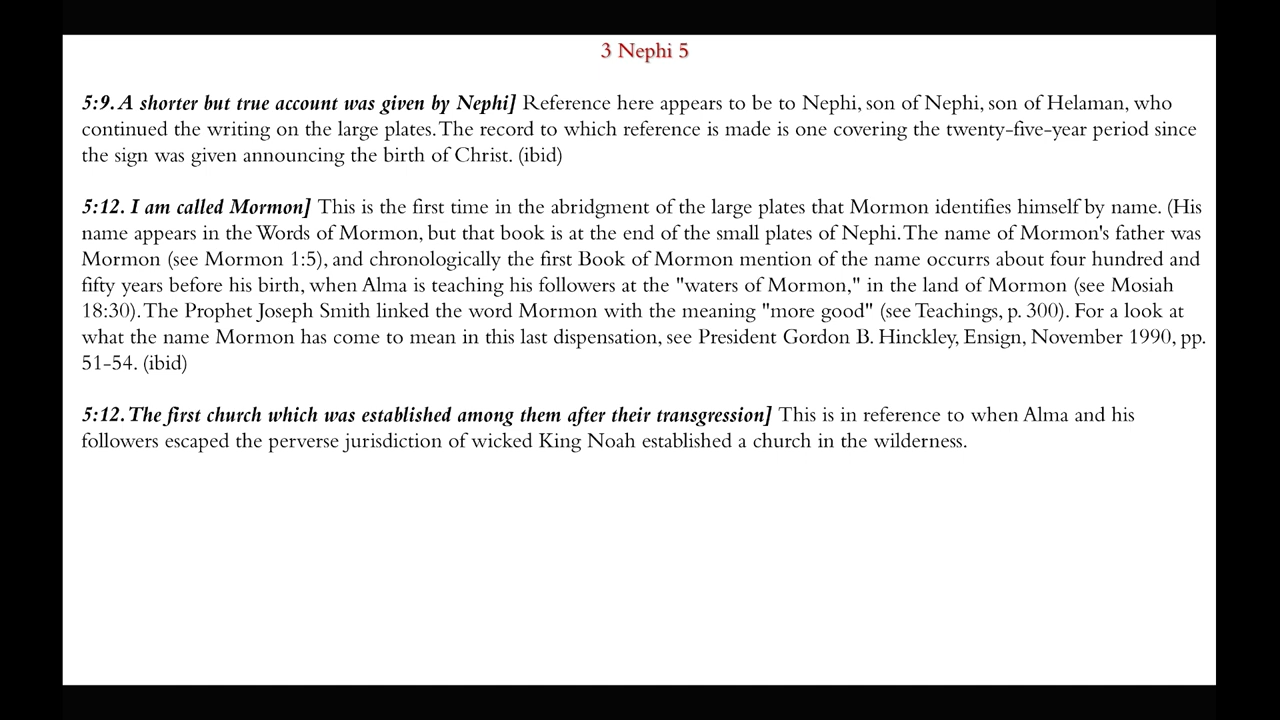 3 Nephi 5
5:9. A shorter but true account was given by Nephi] Reference here appears to be to Nephi, son of Nephi, son of Helaman, who
continued the writing on the large plates. The record to which reference is made is one covering the twenty-five-year period since
the sign was given announcing the birth of Christ. (ibid)
5:12. I am called Mormon] This is the first time in the abridgment of the large plates that Mormon identifies himself by name. (His
name appears in the Words of Mormon, but that book is at the end of the small plates of Nephi. The name of Mormon's father was
Mormon (see Mormon 1:5), and chronologically the first Book of Mormon mention of the name occurrs about four hundred and
fifty years before his birth, when Alma is teaching his followers at the "waters of Mormon," in the land of Mormon (see Mosiah
18:30). The Prophet Joseph Smith linked the word Mormon with the meaning "more good" (see Teachings, p. 300). For a look at
what the name Mormon has come to mean in this last dispensation, see President Gordon B. Hinckley, Ensign, November 1990, pp.
51-54. (ibid)
5:12. The first church which was established among them after their transgression] This is in reference to when Alma and his
followers escaped the perverse jurisdiction of wicked King Noah established a church in the wilderness.